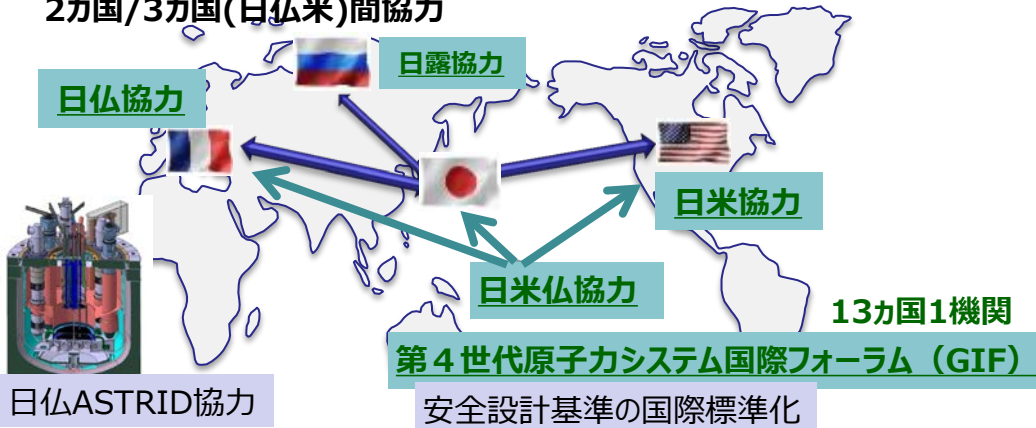 2カ国/3カ国(日仏米)間協力
日露協力
日仏協力
日米協力
日米仏協力
13ヵ国1機関
第４世代原子力システム国際フォーラム（GIF）
日仏ASTRID協力
安全設計基準の国際標準化